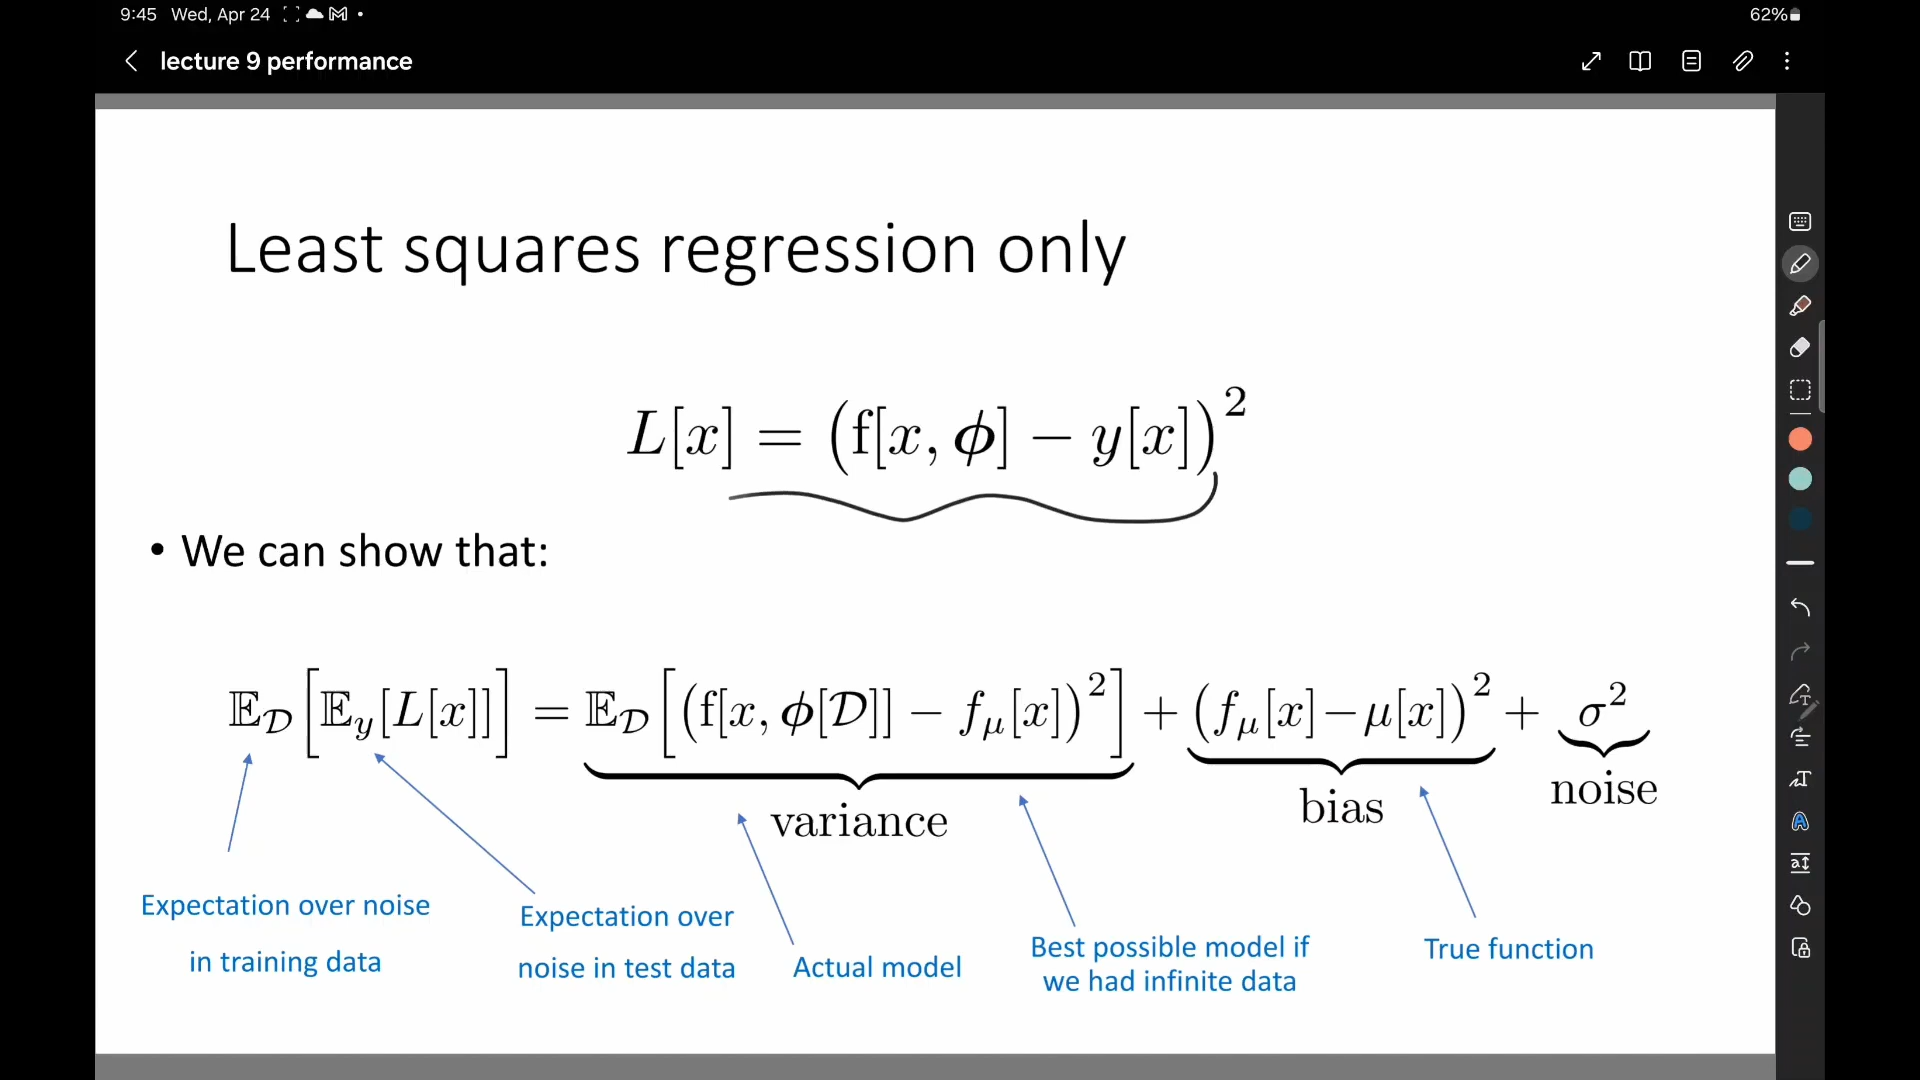 9:45 Wed, Apr 24
62%
lecture 9 performance
Least squares regression only
L[x] = (f[x, ϕ] − y[x])²
• We can show that:
𝔼_𝒟[𝔼_y[L[x]]] = 𝔼_𝒟[(f[x, ϕ[𝒟]] − f_μ[x])²] + (f_μ[x] − μ[x])² + σ²
variance bias noise
Expectation over noise
in training data
Expectation over
noise in test data
Actual model
Best possible model if
we had infinite data
True function